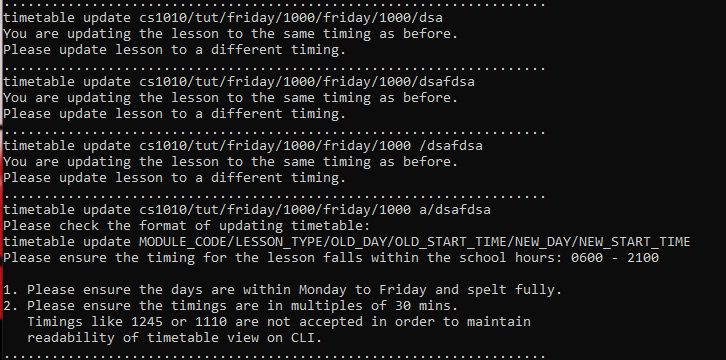 ............................................................................
timetable update cs1010/tut/friday/1000/friday/1000/dsa
You are updating the lesson to the same timing as before.
Please update lesson to a different timing.
............................................................................
timetable update cs1010/tut/friday/1000/friday/1000/dsafdsa
You are updating the lesson to the same timing as before.
Please update lesson to a different timing.
............................................................................
timetable update cs1010/tut/friday/1000/friday/1000 /dsafdsa
You are updating the lesson to the same timing as before.
Please update lesson to a different timing.
............................................................................
timetable update cs1010/tut/friday/1000/friday/1000 a/dsafdsa
Please check the format of updating timetable:
timetable update MODULE_CODE/LESSON_TYPE/OLD_DAY/OLD_START_TIME/NEW_DAY/NEW_START_TIME
Please ensure the timing for the lesson falls within the school hours: 0600 - 2100

1. Please ensure the days are within Monday to Friday and spelt fully.
2. Please ensure the timings are in multiples of 30 mins.
   Timings like 1245 or 1110 are not accepted in order to maintain
   readability of timetable view on CLI.
............................................................................